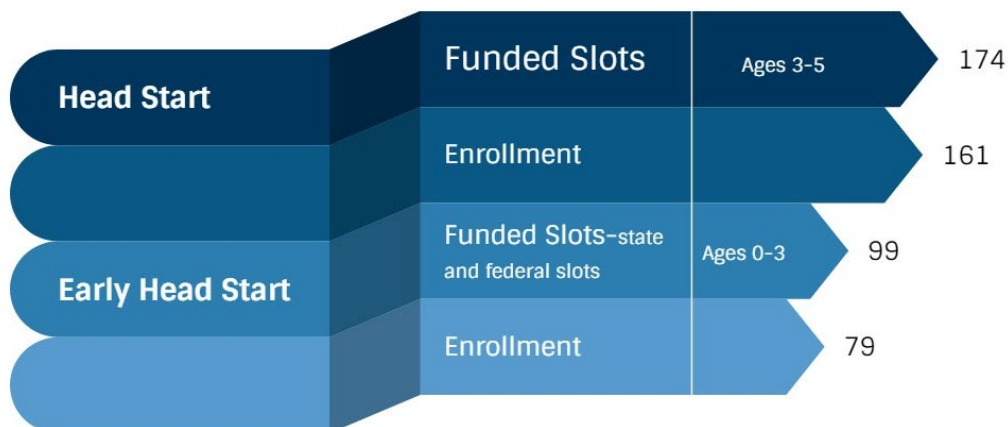 Head Start
Funded Slots
Ages 3-5
174
Enrollment
161
Early Head Start
Funded Slots-state
and federal slots
Ages 0-3
99
Enrollment
79